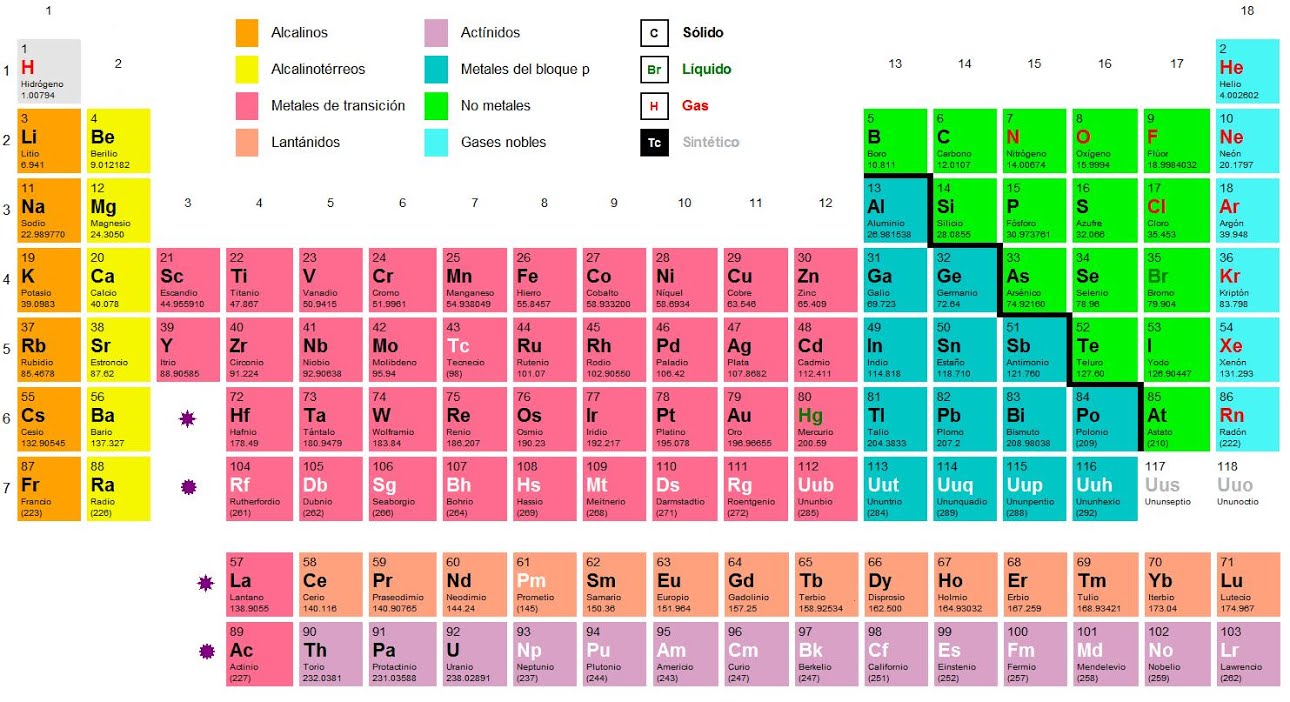 1 18
Alcalinos Actínidos C Sólido
Alcalinotérreos Metales del bloque p Br Líquido
Metales de transición No metales H Gas
Lantánidos Gases nobles Tc Sintético
1 2
1 H 2 13 14 15 16 17 He
Hidrógeno Helio
1.00794 4.002602
3 4 5 6 7 8 9 10
2 Li Be B C N O F Ne
Litio Berilio Boro Carbono Nitrógeno Oxígeno Flúor Neón
6.941 9.012182 10.811 12.0107 14.00674 15.9994 18.9984032 20.1797
11 12 13 14 15 16 17 18
3 Na Mg 3 4 5 6 7 8 9 10 11 12 Al Si P S Cl Ar
Sodio Magnesio Aluminio Silicio Fósforo Azufre Cloro Argón
22.989770 24.3050 26.981538 28.0855 30.973761 32.066 35.453 39.948
19 20 21 22 23 24 25 26 27 28 29 30 31 32 33 34 35 36
4 K Ca Sc Ti V Cr Mn Fe Co Ni Cu Zn Ga Ge As Se Br Kr
Potasio Calcio Escandio Titanio Vanadio Cromo Manganeso Hierro Cobalto Níquel Cobre Zinc Galio Germanio Arsénico Selenio Bromo Kriptón
39.0983 40.078 44.955910 47.867 50.9415 51.9961 54.938049 55.8457 58.933200 58.6934 63.546 65.409 69.723 72.64 74.92160 78.96 79.904 83.798
37 38 39 40 41 42 43 44 45 46 47 48 49 50 51 52 53 54
5 Rb Sr Y Zr Nb Mo Tc Ru Rh Pd Ag Cd In Sn Sb Te I Xe
Rubidio Estroncio Itrio Circonio Niobio Molibdeno Tecnecio Rutenio Rodio Paladio Plata Cadmio Indio Estaño Antimonio Teluro Yodo Xenón
85.4678 87.62 88.90585 91.224 92.90638 95.94 (98) 101.07 102.90550 106.42 107.8682 112.411 114.818 118.710 121.760 127.60 126.90447 131.293
55 56 72 73 74 75 76 77 78 79 80 81 82 83 84 85 86
6 Cs Ba Hf Ta W Re Os Ir Pt Au Hg Tl Pb Bi Po At Rn
Cesio Bario Hafnio Tántalo Wolframio Renio Osmio Iridio Platino Oro Mercurio Talio Plomo Bismuto Polonio Astato Radón
132.90545 137.327 178.49 180.9479 183.84 186.207 190.23 192.217 195.078 196.96655 200.59 204.3833 207.2 208.98038 (209) (210) (222)
87 88 104 105 106 107 108 109 110 111 112 113 114 115 116 117 118
7 Fr Ra Rf Db Sg Bh Hs Mt Ds Rg Uub Uut Uuq Uup Uuh Uus Uuo
Francio Radio Rutherfordio Dubnio Seaborgio Bohrio Hassio Meitnerio Darmstadtio Roentgenio Ununbio Ununtrio Ununquadio Ununpentio Ununhexio Ununseptio Ununoctio
(223) (226) (261) (262) (266) (264) (269) (268) (271) (272) (285) (284) (289) (288) (292)
57 58 59 60 61 62 63 64 65 66 67 68 69 70 71
La Ce Pr Nd Pm Sm Eu Gd Tb Dy Ho Er Tm Yb Lu
Lantano Cerio Praseodimio Neodimio Prometio Samario Europio Gadolinio Terbio Disprosio Holmio Erbio Tulio Iterbio Lutecio
138.9055 140.116 140.90765 144.24 (145) 150.36 151.964 157.25 158.92534 162.500 164.93032 167.259 168.93421 173.04 174.967
89 90 91 92 93 94 95 96 97 98 99 100 101 102 103
Ac Th Pa U Np Pu Am Cm Bk Cf Es Fm Md No Lr
Actinio Torio Protactinio Uranio Neptunio Plutonio Americio Curio Berkelio Californio Einstenio Fermio Mendelevio Nobelio Lawrencio
(227) 232.0381 231.03588 238.02891 (237) (244) (243) (247) (247) (251) (252) (257) (258) (259) (262)